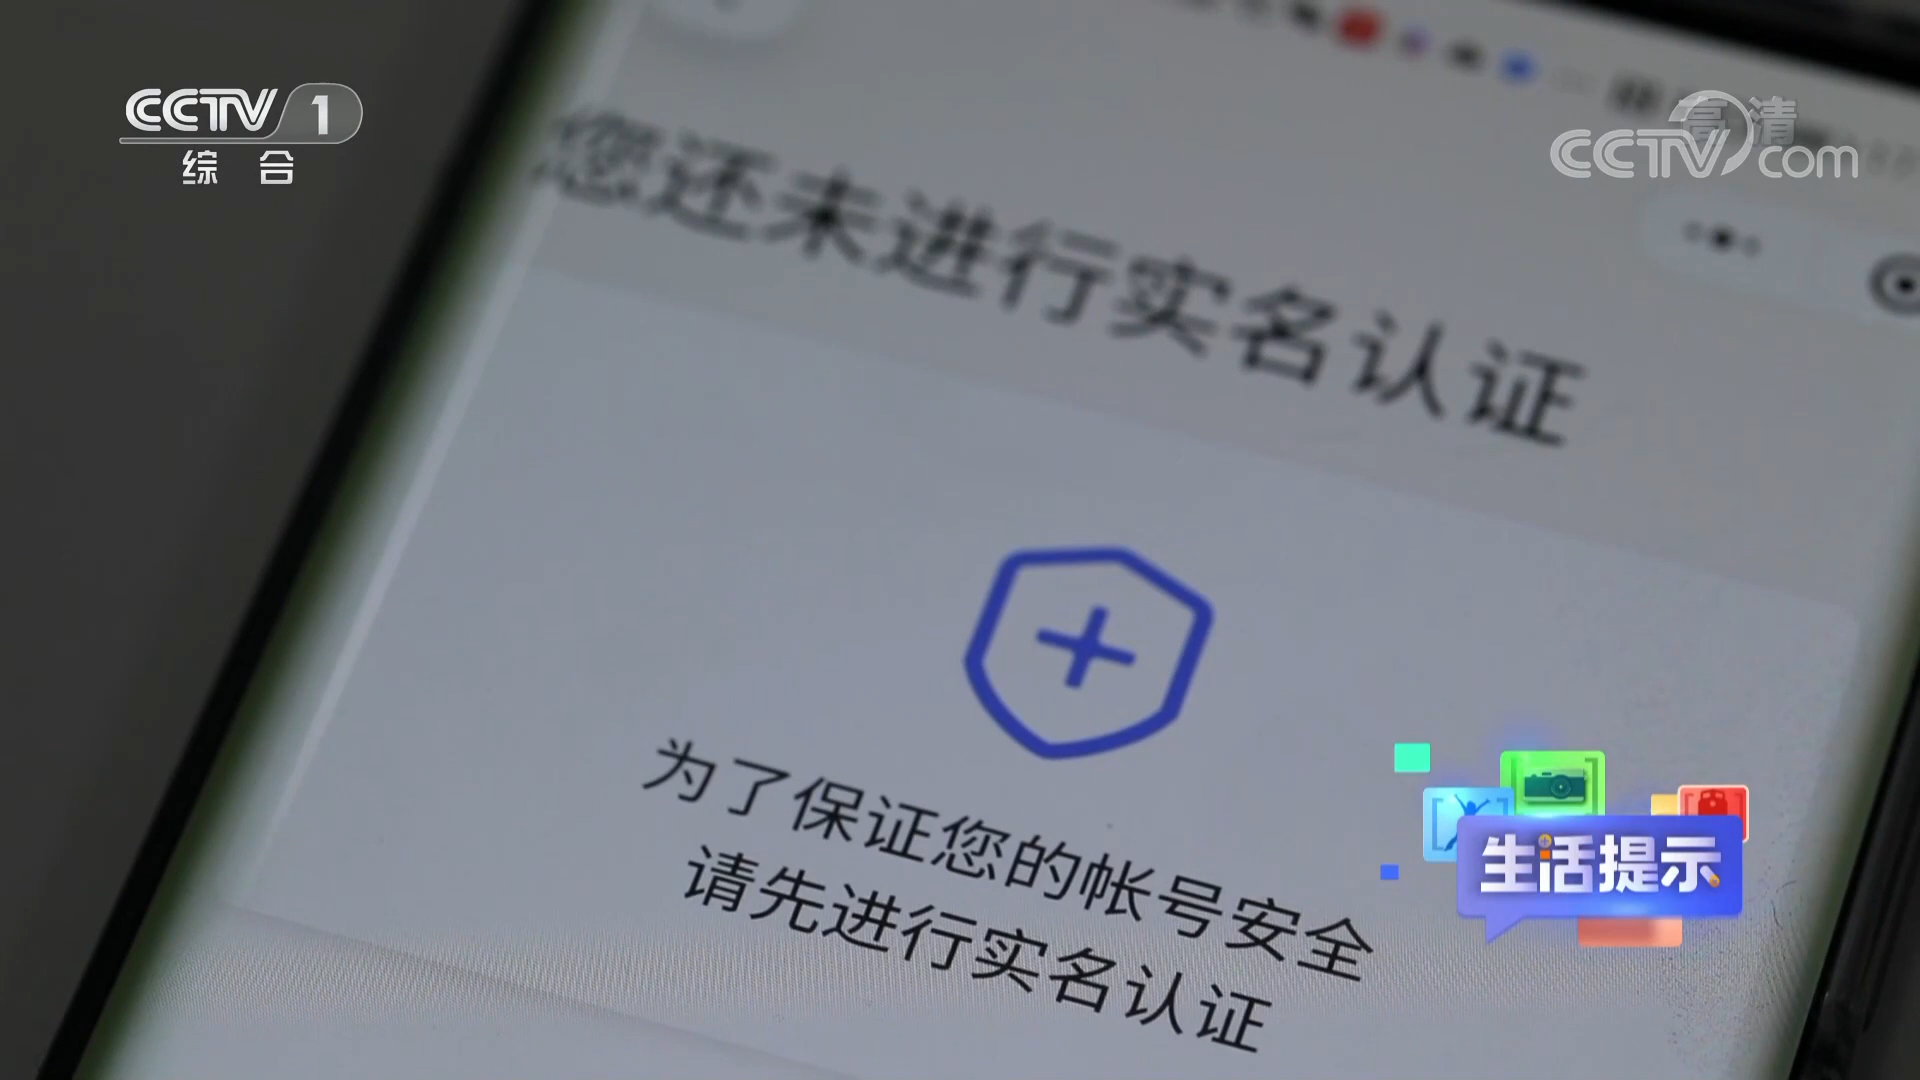 CCTV 1
综合
高清
CCTV.com
您还未进行实名认证
为了保证您的帐号安全
请先进行实名认证
生活提示